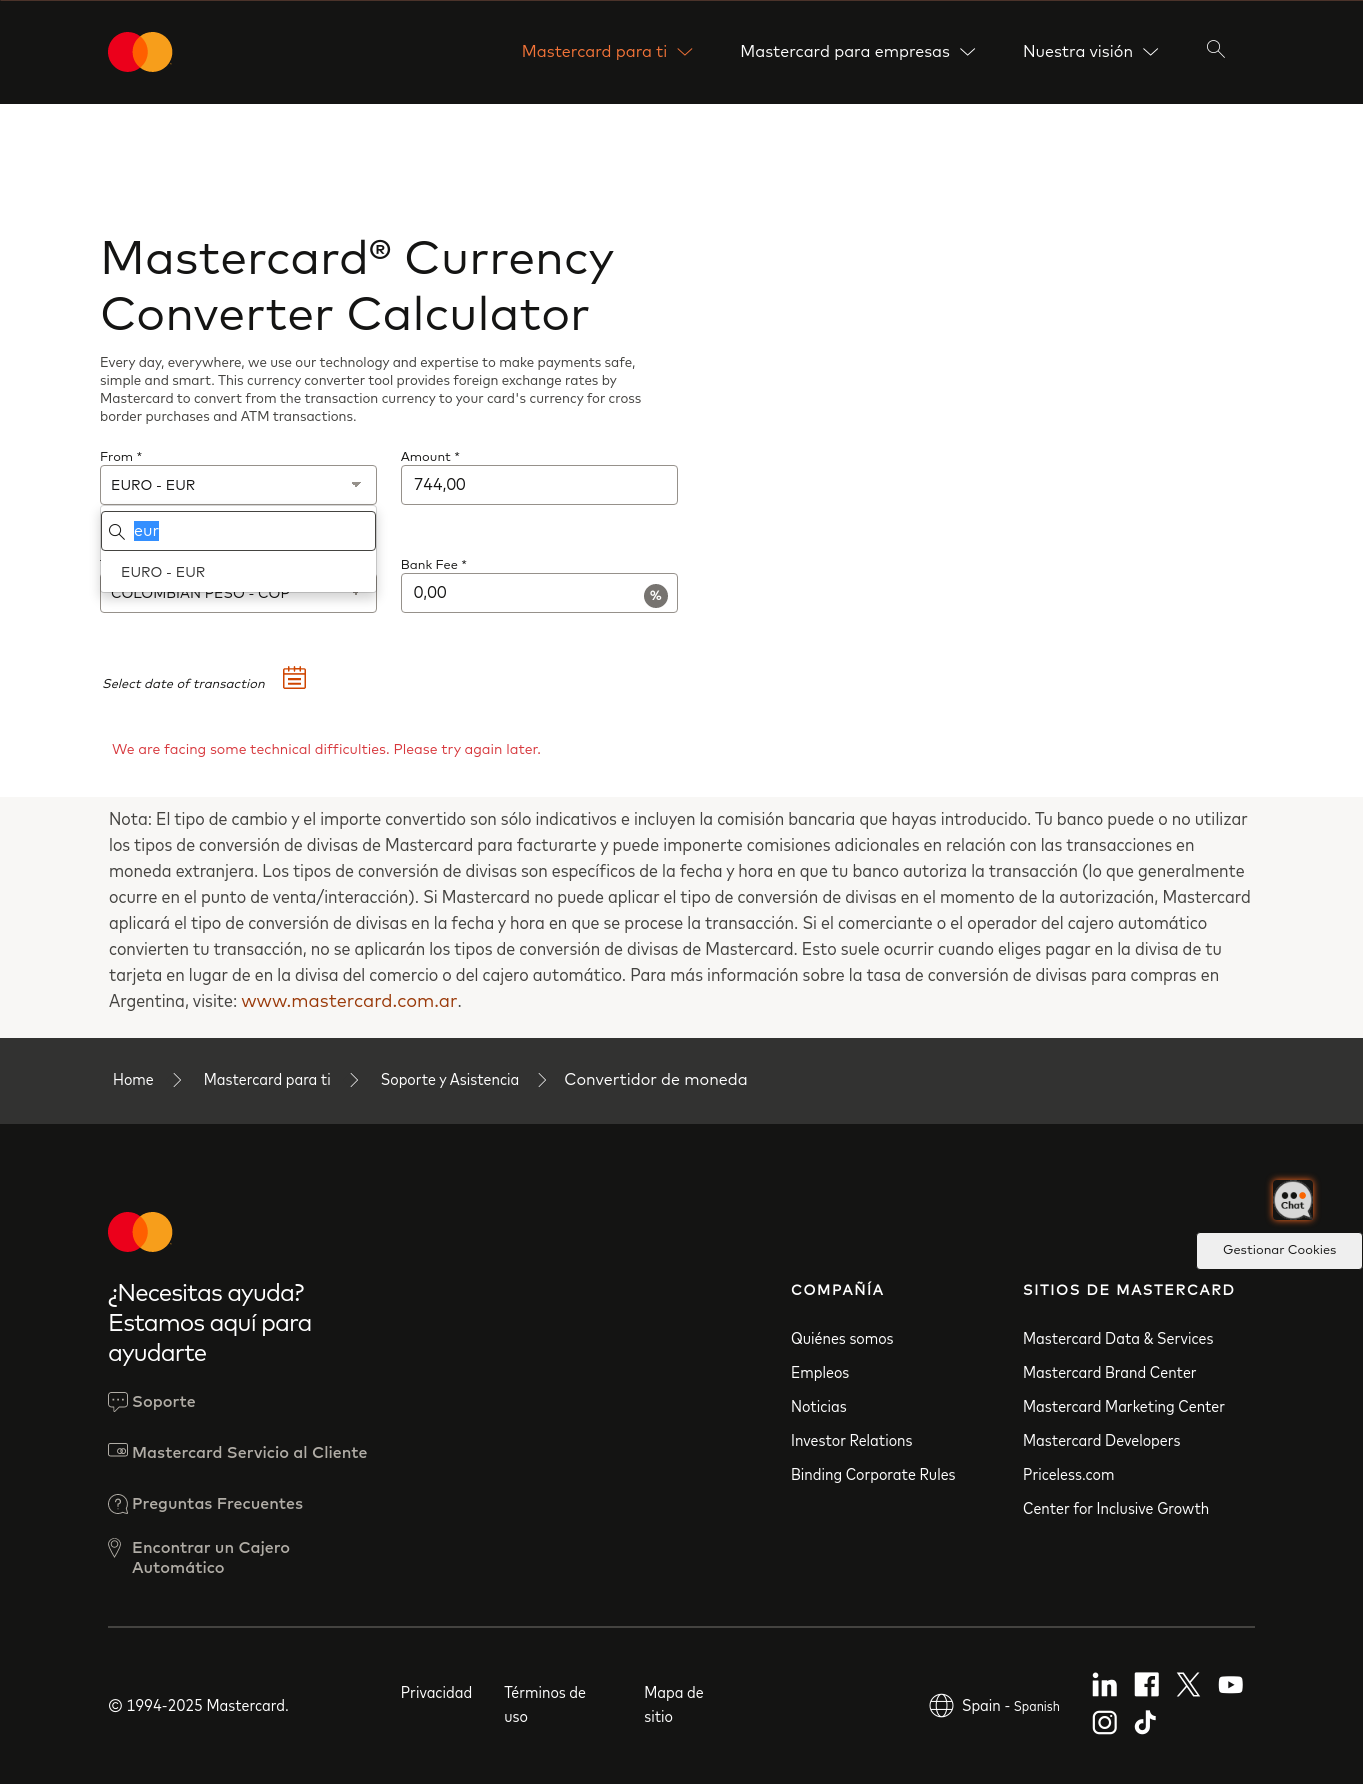 Mastercard para ti
Mastercard para empresas
Nuestra visión
Mastercard® Currency
Converter Calculator
Every day, everywhere, we use our technology and expertise to make payments safe,
simple and smart. This currency converter tool provides foreign exchange rates by
Mastercard to convert from the transaction currency to your card's currency for cross
border purchases and ATM transactions.
From *
Amount *
EURO - EUR
744,00
eur
EURO - EUR
Bank Fee *
COLOMBIAN PESO - COP
0,00
%
Select date of transaction
We are facing some technical difficulties. Please try again later.
Nota: El tipo de cambio y el importe convertido son sólo indicativos e incluyen la comisión bancaria que hayas introducido. Tu banco puede o no utilizar
los tipos de conversión de divisas de Mastercard para facturarte y puede imponerte comisiones adicionales en relación con las transacciones en
moneda extranjera. Los tipos de conversión de divisas son específicos de la fecha y hora en que tu banco autoriza la transacción (lo que generalmente
ocurre en el punto de venta/interacción). Si Mastercard no puede aplicar el tipo de conversión de divisas en el momento de la autorización, Mastercard
aplicará el tipo de conversión de divisas en la fecha y hora en que se procese la transacción. Si el comerciante o el operador del cajero automático
convierten tu transacción, no se aplicarán los tipos de conversión de divisas de Mastercard. Esto suele ocurrir cuando eliges pagar en la divisa de tu
tarjeta en lugar de en la divisa del comercio o del cajero automático. Para más información sobre la tasa de conversión de divisas para compras en
Argentina, visite: www.mastercard.com.ar.
Home
Mastercard para ti
Soporte y Asistencia
Convertidor de moneda
Chat
Gestionar Cookies
¿Necesitas ayuda?
Estamos aquí para
ayudarte
Soporte
Mastercard Servicio al Cliente
Preguntas Frecuentes
Encontrar un Cajero
Automático
COMPAÑÍA
Quiénes somos
Empleos
Noticias
Investor Relations
Binding Corporate Rules
SITIOS DE MASTERCARD
Mastercard Data & Services
Mastercard Brand Center
Mastercard Marketing Center
Mastercard Developers
Priceless.com
Center for Inclusive Growth
© 1994-2025 Mastercard.
Privacidad
Términos de
uso
Mapa de
sitio
Spain - Spanish